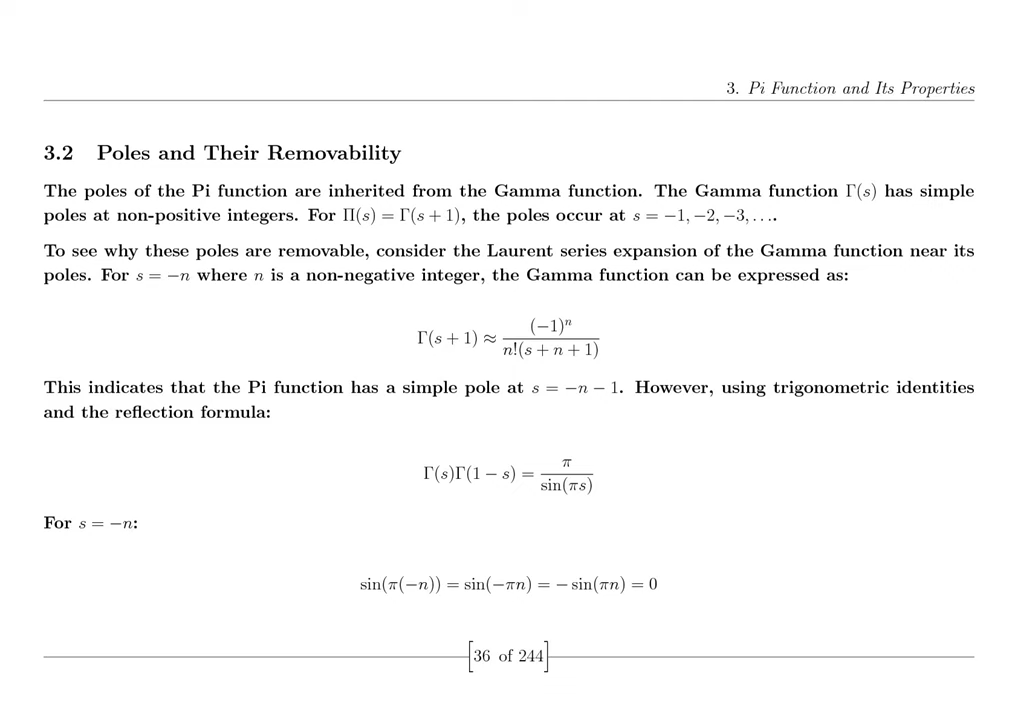 3. Pi Function and Its Properties
3.2 Poles and Their Removability
The poles of the Pi function are inherited from the Gamma function. The Gamma function Γ(s) has simple
poles at non-positive integers. For Π(s) = Γ(s + 1), the poles occur at s = −1, −2, −3, . . ..
To see why these poles are removable, consider the Laurent series expansion of the Gamma function near its
poles. For s = −n where n is a non-negative integer, the Gamma function can be expressed as:
Γ(s + 1) ≈ (−1)^n / n!(s + n + 1)
This indicates that the Pi function has a simple pole at s = −n − 1. However, using trigonometric identities
and the reflection formula:
Γ(s)Γ(1 − s) = π / sin(πs)
For s = −n:
sin(π(−n)) = sin(−πn) = − sin(πn) = 0
[36 of 244]